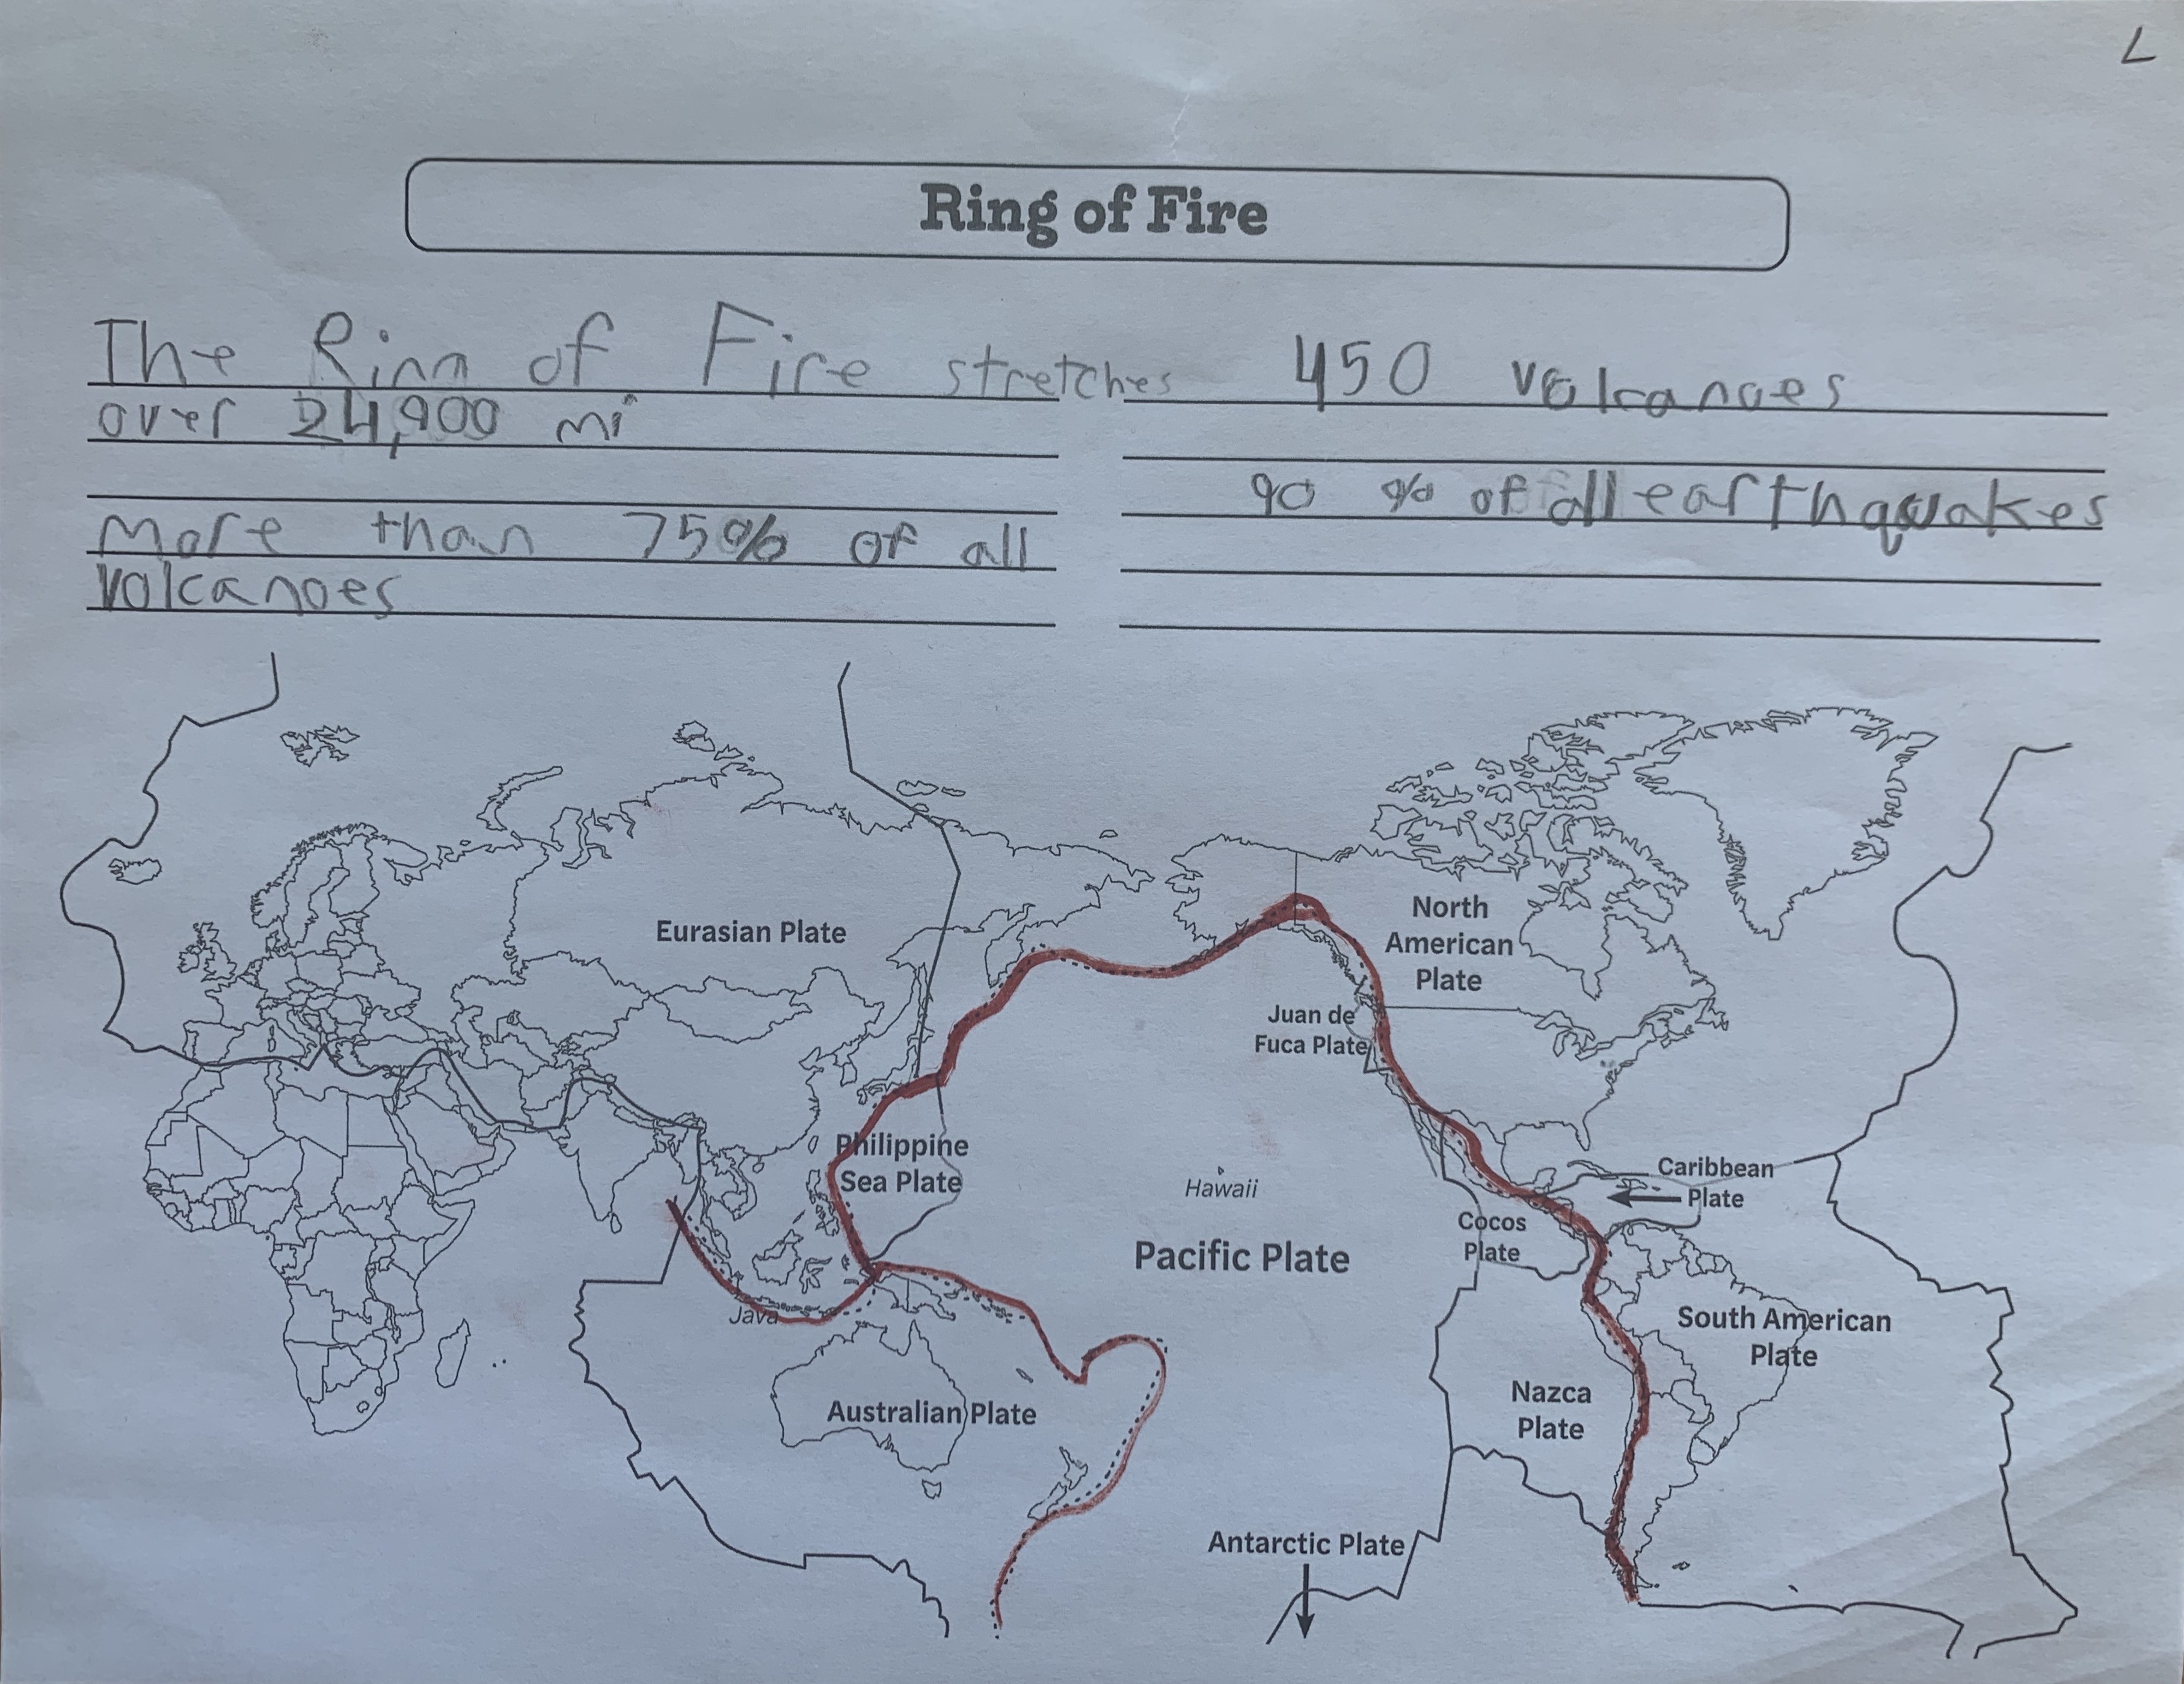 L
Ring of Fire
The Ring of Fire stretches
over 24,900 mi
More than 75% of all
volcanoes
450 volcanoes
90 % of all earthquakes
Eurasian Plate
North
American
Plate
Juan de
Fuca Plate
Philippine
Sea Plate
Hawaii
Caribbean
Plate
Cocos
Plate
Pacific Plate
Java
South American
Plate
Nazca
Plate
Australian Plate
Antarctic Plate